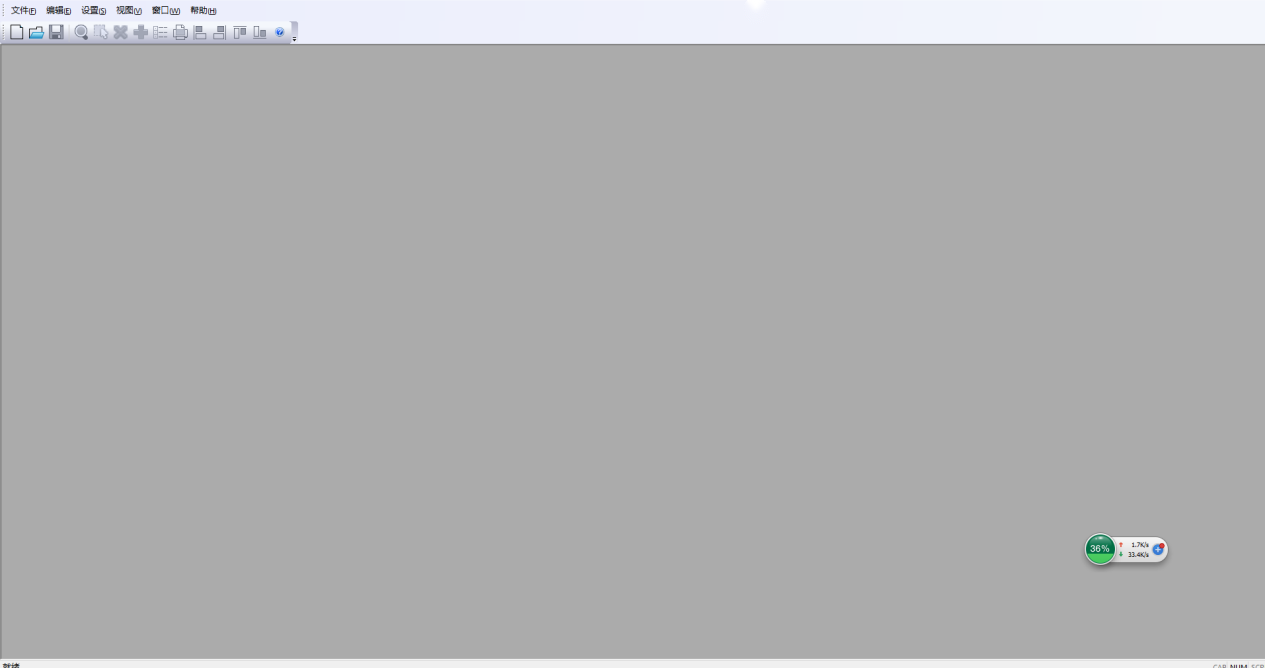 文件(F) 编辑(E) 设置(S) 视图(V) 窗口(W) 帮助(H)
36%
1.7K/s
33.4K/s
就绪 CAP NUM SCR